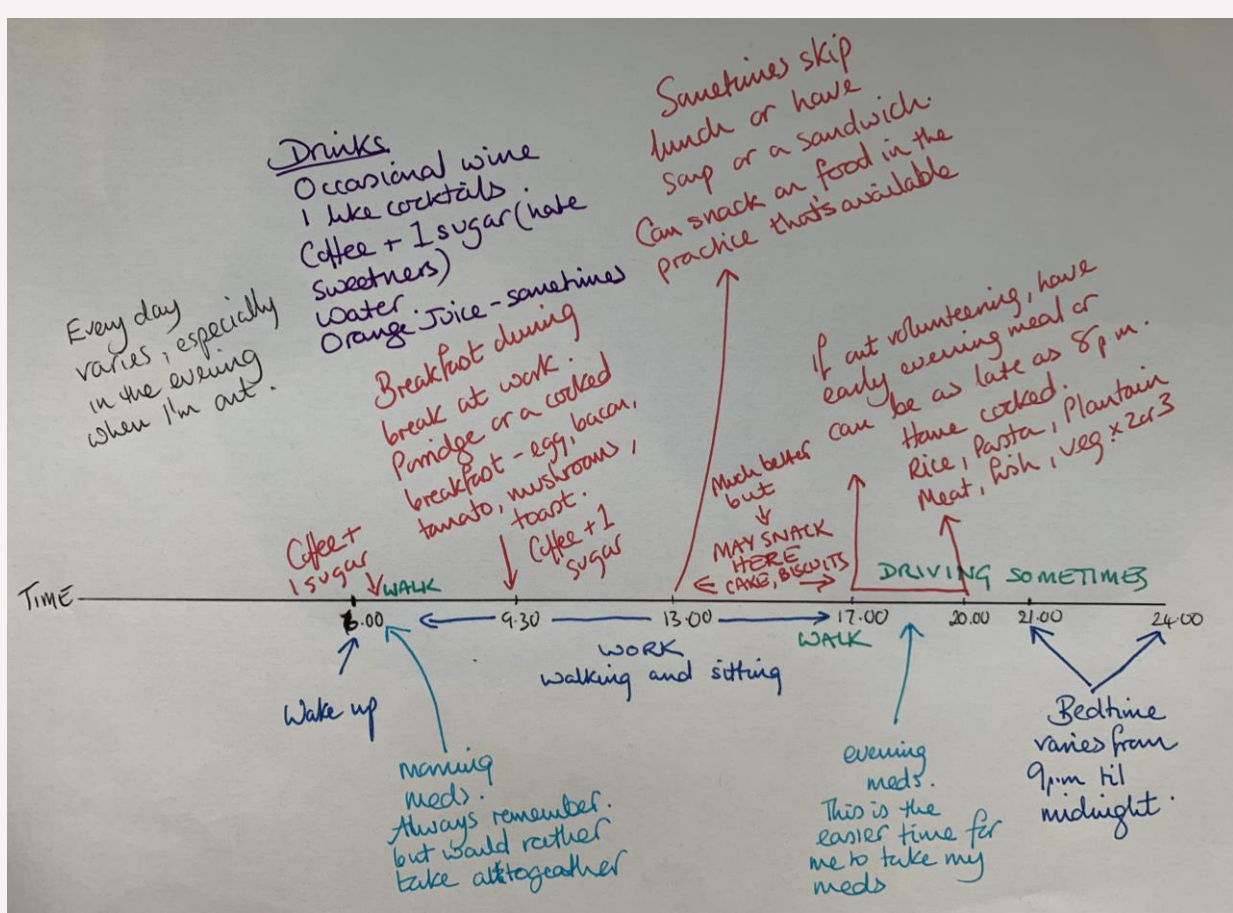 Drinks
Occasional wine
I like cocktails.
Coffee + 1 sugar (hate
sweetners)
Water
Orange Juice - sometimes
Every day
varies, especially
in the evening
when I'm out.
Sometimes skip
lunch or have
soup or a sandwich.
Can snack on food in the
practice that's available
Breakfast during
break at work.
Porridge or a cooked
breakfast - egg, bacon,
tomato, mushrooms,
toast.
Coffee + 1
sugar
If out volunteering, have
early evening meal or
can be as late as 8p.m.
Home cooked.
Rice, Pasta, Plantain
Meat, fish, veg x 2 or 3
Much better
but
MAY SNACK
HERE
CAKE, BISCUITS
Coffee +
1 sugar
WALK
DRIVING SOMETIMES
TIME
6.00
9.30
13.00
17.00
20.00
21.00
24.00
WORK
walking and sitting
WALK
Wake up
morning
meds.
Always remember.
but would rather
take alltogeather
evening
meds.
This is the
easier time for
me to take my
meds
Bedtime
varies from
9p.m til
midnight.